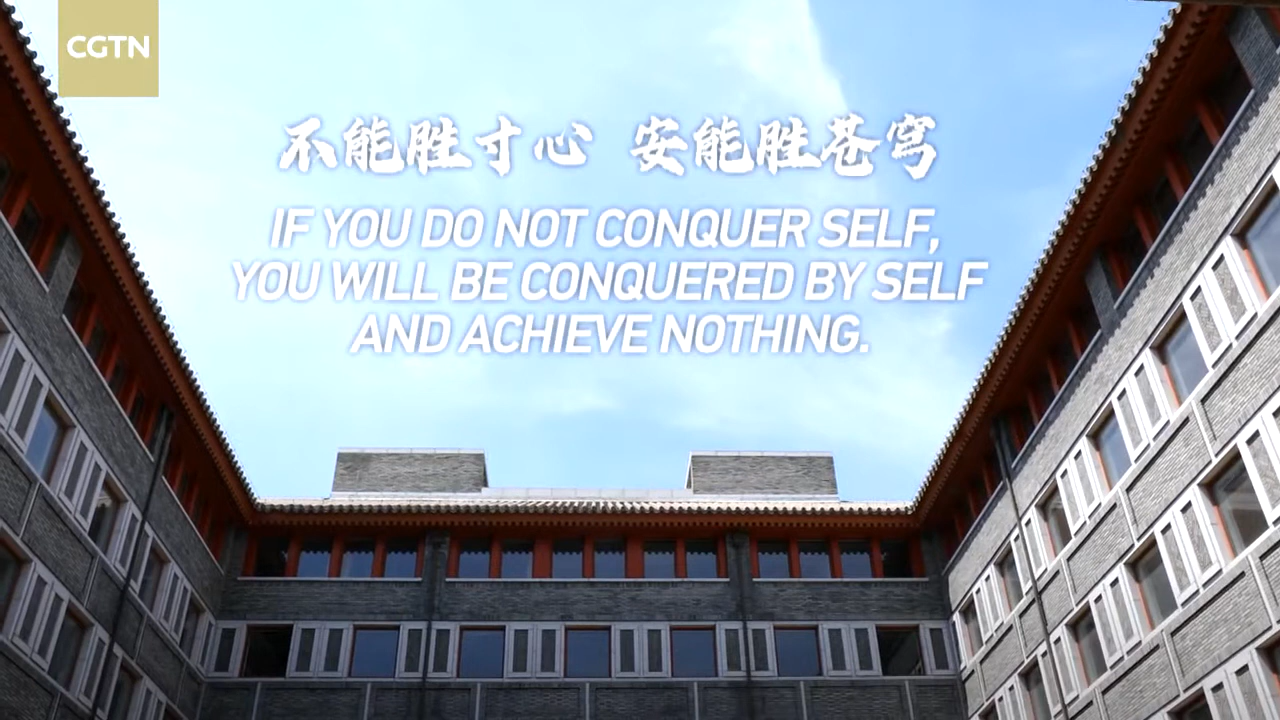 CGTN
不能胜寸心 安能胜苍穹
IF YOU DO NOT CONQUER SELF,
YOU WILL BE CONQUERED BY SELF
AND ACHIEVE NOTHING.